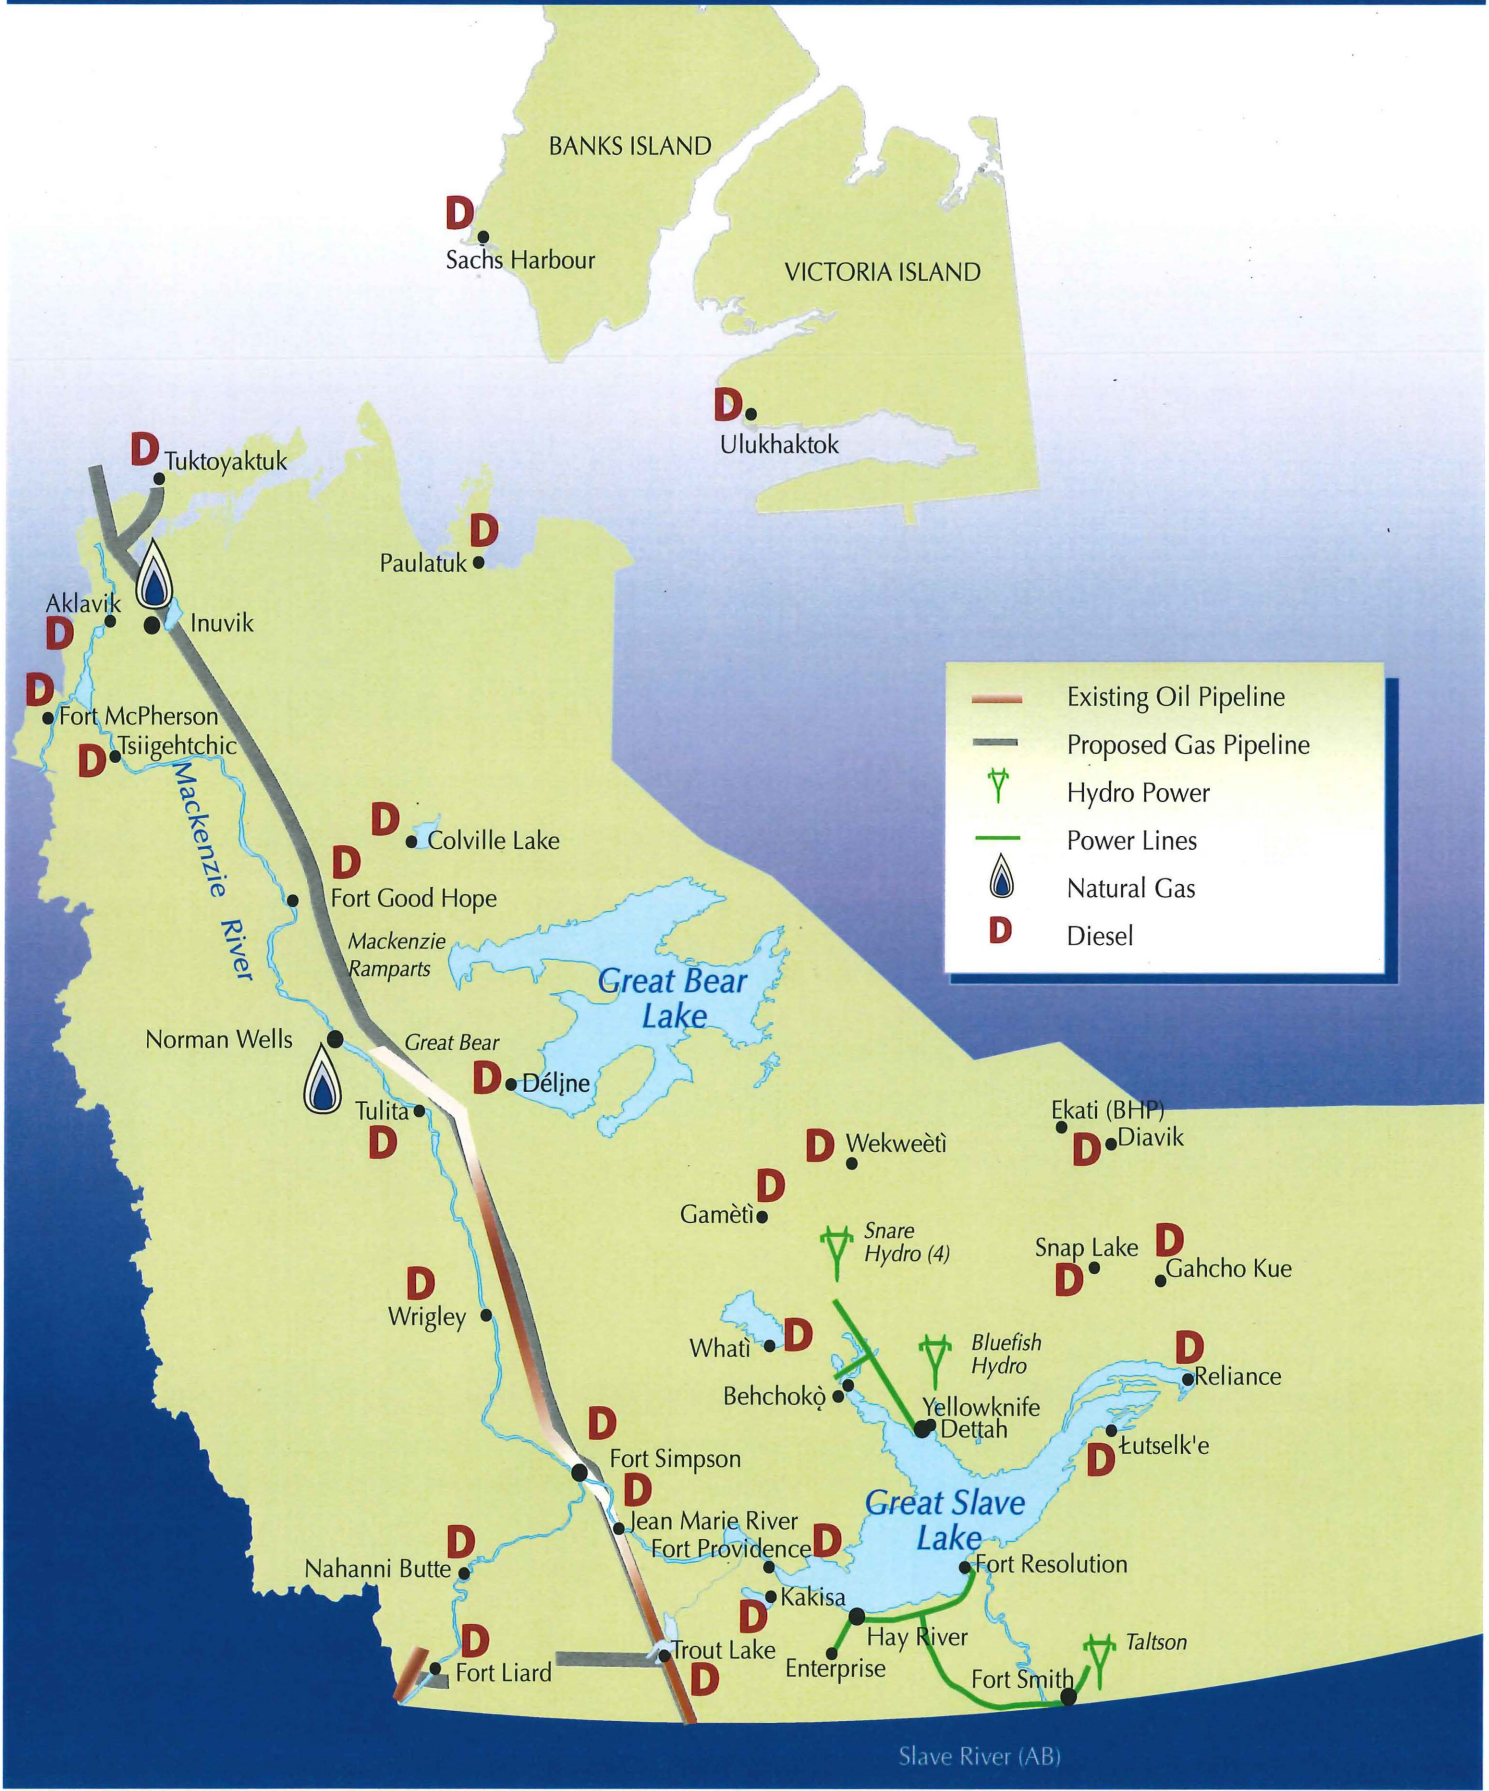 BANKS ISLAND
D
Sachs Harbour
VICTORIA ISLAND
D
Ulukhaktok
D
Tuktoyaktuk
D
Paulatuk
Aklavik
D
Inuvik
D
Fort McPherson
Tsiigehtchic
D
Mackenzie River
D
Colville Lake
D
Fort Good Hope
Mackenzie
Ramparts
Great Bear
Lake
Norman Wells
Great Bear
D
Délįne
Tulita
D
Existing Oil Pipeline
Proposed Gas Pipeline
Hydro Power
Power Lines
Natural Gas
D
Diesel
Ekati (BHP)
D
Diavik
D
Wekweètì
D
Gamètì
Snare
Hydro (4)
Snap Lake
D
D
Gahcho Kue
D
Wrigley
Whatì
D
Bluefish
Hydro
D
Reliance
Behchokǫ̀
Yellowknife
Dettah
Łutselk'e
D
D
Fort Simpson
D
Great Slave
Lake
Jean Marie River
Fort Providence
D
D
Nahanni Butte
Fort Resolution
Kakisa
D
Hay River
D
Fort Liard
Trout Lake
D
Enterprise
Taltson
Fort Smith
Slave River (AB)